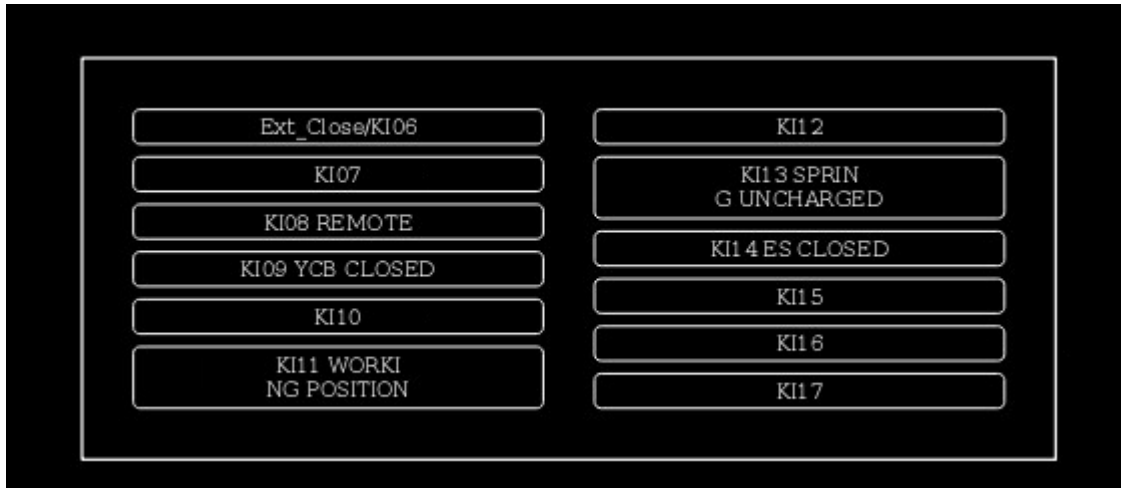 Ext_Close/KI06
KI07
KI08 REMOTE
KI09 YCB CLOSED
KI10
KI11 WORKI
NG POSITION
KI12
KI13 SPRIN
G UNCHARGED
KI14 ES CLOSED
KI15
KI16
KI17